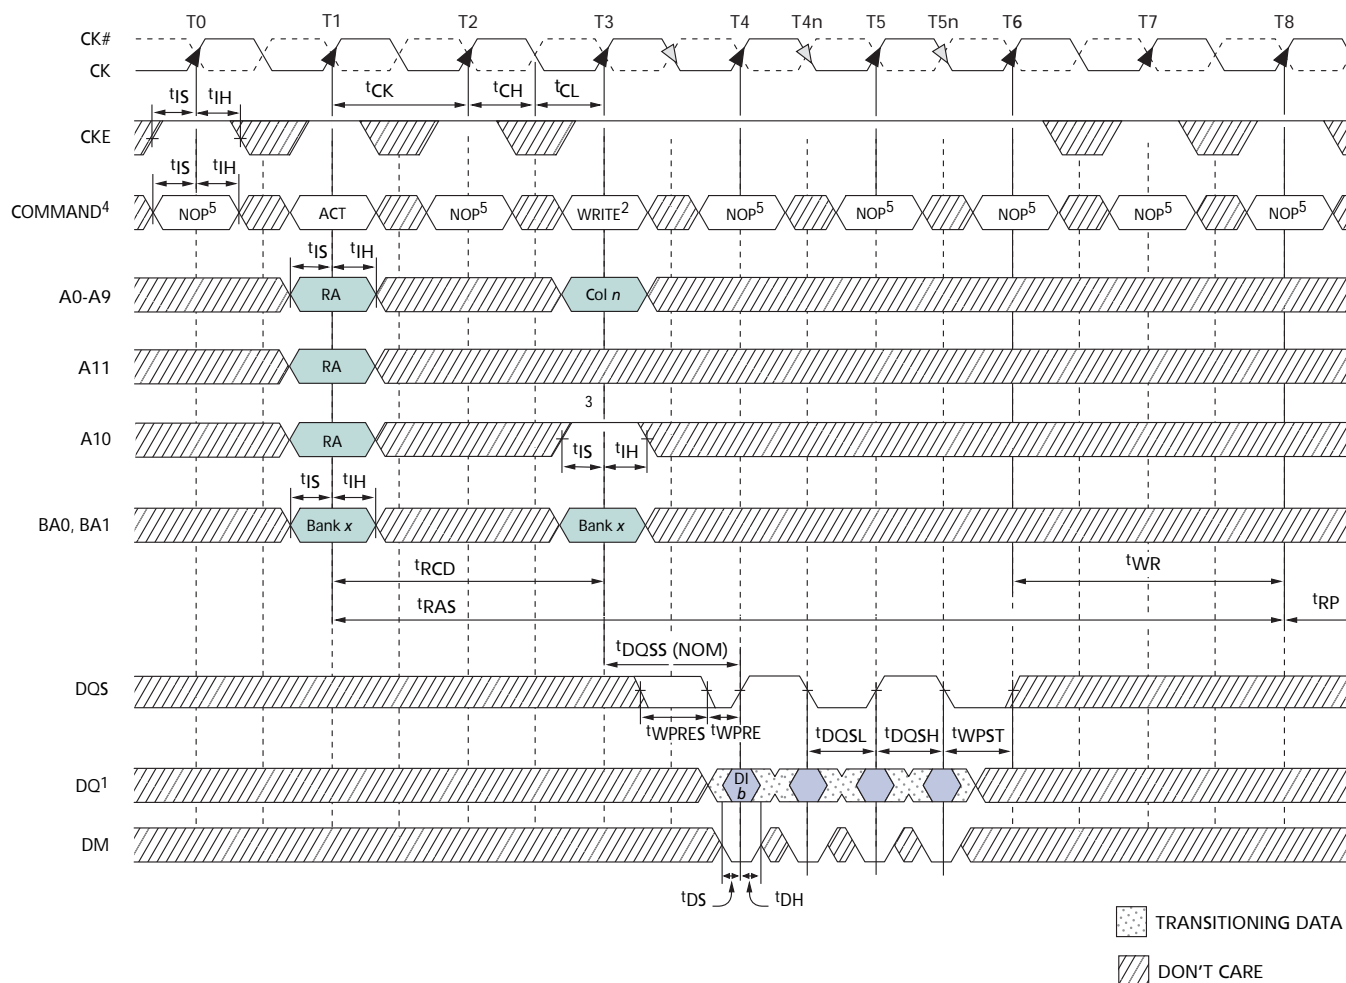 T0 T1 T2 T3 T4 T4n T5 T5n T6 T7 T8
CK#
CK
tCK tCH tCL
tIS tIH
CKE
tIS tIH
COMMAND4 NOP5 ACT NOP5 WRITE2 NOP5 NOP5 NOP5 NOP5 NOP5
tIS tIH
A0-A9 RA Col n
A11 RA
3
A10 RA
tIS tIH
tIS tIH
BA0, BA1 Bank x Bank x
tRCD tWR
tRAS tRP
tDQSS (NOM)
DQS
tWPRES tWPRE tDQSL tDQSH tWPST
DQ1 DI
b
DM
tDS tDH
TRANSITIONING DATA
DON'T CARE